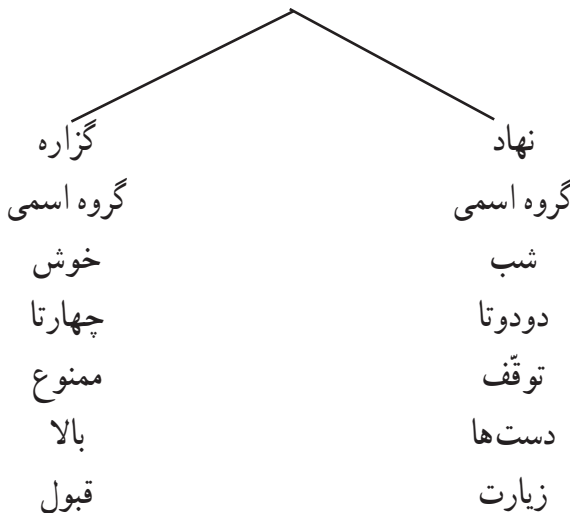 نهاد گزاره
گروه اسمی گروه اسمی
شب خوش
دودوتا چهارتا
توقّف ممنوع
دست‌ها بالا
زیارت قبول